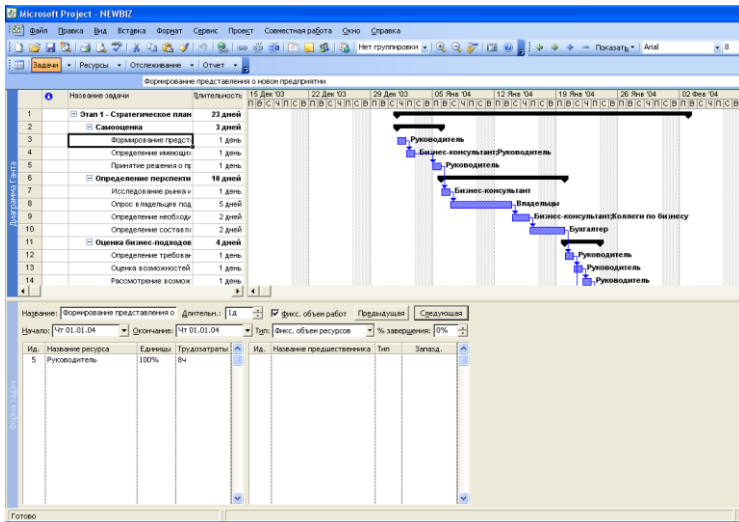 Microsoft Project - NEWBIZ
Файл Правка Вид Вставка Формат Сервис Проект Совместная работа Окно Справка
Нет группировки Показать Arial 8
Задачи Ресурсы Отслеживание Отчет
Формирование представления о новом предприятии
Название задачи Длительность 15 Дек '03 22 Дек '03 29 Дек '03 05 Янв '04 12 Янв '04 19 Янв '04 26 Янв '04 02 Фев '04
П В С Ч П С В П В С Ч П С В П В С Ч П С В П В С Ч П С В П В С Ч П С В П В С Ч П С В П В С Ч П С В П В С Ч П
1 Этап 1 - Стратегическое план 23 дней
2 Самооценка 3 дней
3 Формирование предст 1 день Руководитель
4 Определение имеющих 1 день Бизнес-консультант;Руководитель
5 Принятие решения о пр 1 день Руководитель
6 Определение перспекти 10 дней
7 Исследование рынка и 1 день Бизнес-консультант
8 Опрос владельцев под 5 дней Владельцы
9 Определение необходи 2 дней Бизнес-консультант;Коллеги по бизнесу
10 Определение составля 2 дней Бухгалтер
11 Оценка бизнес-подходов 4 дней
12 Определение требован 1 день Руководитель
13 Оценка возможностей 1 день Руководитель
14 Рассмотрение возмож 1 день Руководитель
Диаграмма Ганта
Название: Формирование представления о Длительн.: 1д Фикс. объем работ Предыдущая Следующая
Начало: Чт 01.01.04 Окончание: Чт 01.01.04 Тип: Фикс. объем ресурсов % завершения: 0%
Ид. Название ресурса Единицы Трудозатраты Ид. Название предшественника Тип Запазд.
5 Руководитель 100% 8ч
Форма задач
Готово